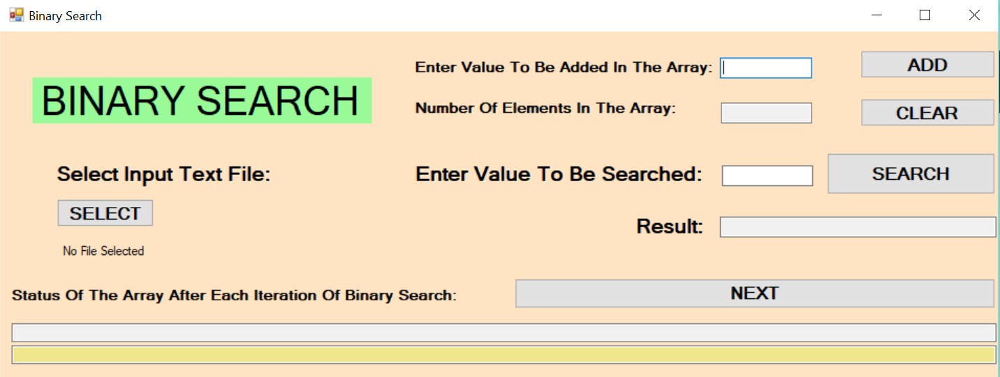 Binary Search
BINARY SEARCH
Enter Value To Be Added In The Array:
ADD
Number Of Elements In The Array:
CLEAR
Select Input Text File:
SELECT
No File Selected
Enter Value To Be Searched:
SEARCH
Result:
Status Of The Array After Each Iteration Of Binary Search:
NEXT